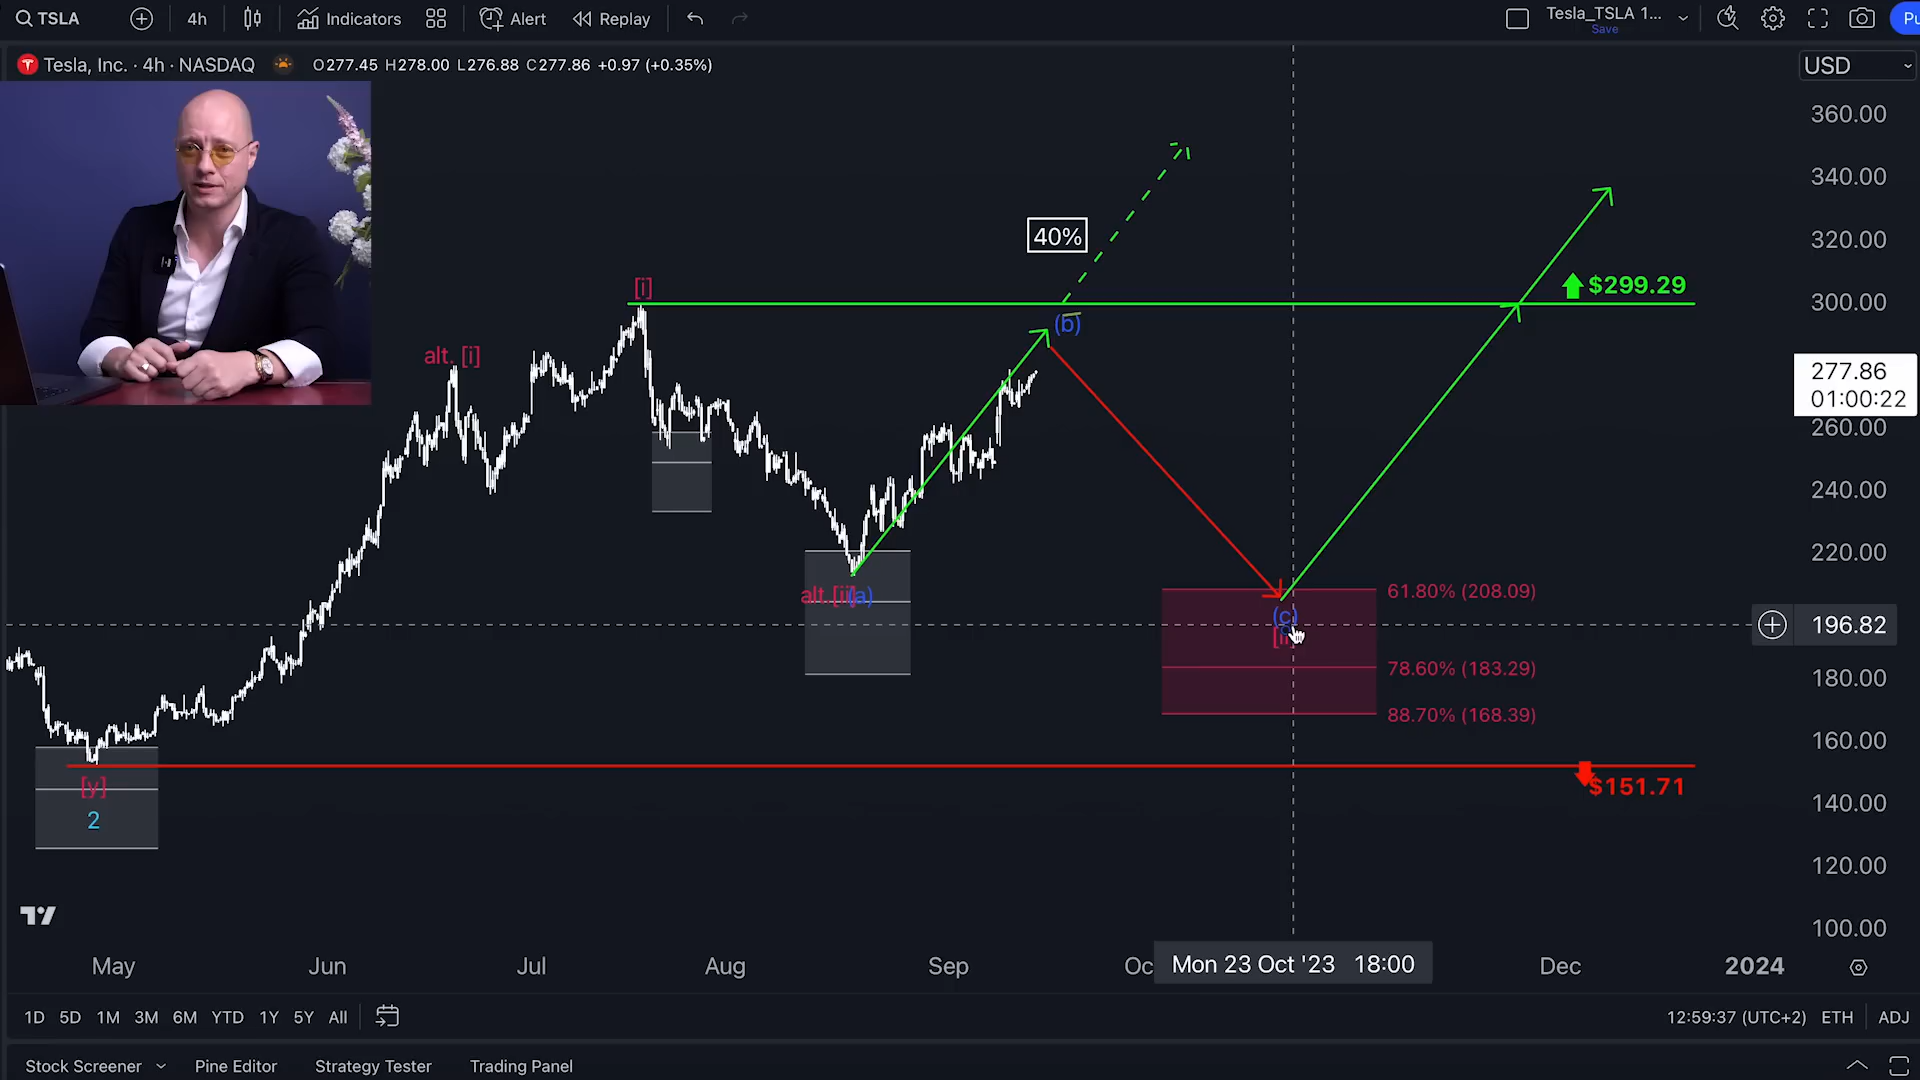 TSLA 4h Indicators Alert Replay Tesla_TSLA 1... Save Pu
Tesla, Inc. · 4h · NASDAQ O277.45 H278.00 L276.88 C277.86 +0.97 (+0.35%) USD
360.00
340.00
40% 320.00
[i] $299.29 300.00
(b)
alt. [i]
277.86
01:00:22
260.00
240.00
220.00
alt.[ii] (a) 61.80% (208.09)
(c)
[ii] 196.82
78.60% (183.29) 180.00
88.70% (168.39)
160.00
[y] $151.71
2 140.00
120.00
100.00
May Jun Jul Aug Sep Oc Mon 23 Oct '23 18:00 Dec 2024
1D 5D 1M 3M 6M YTD 1Y 5Y All 12:59:37 (UTC+2) ETH ADJ
Stock Screener Pine Editor Strategy Tester Trading Panel